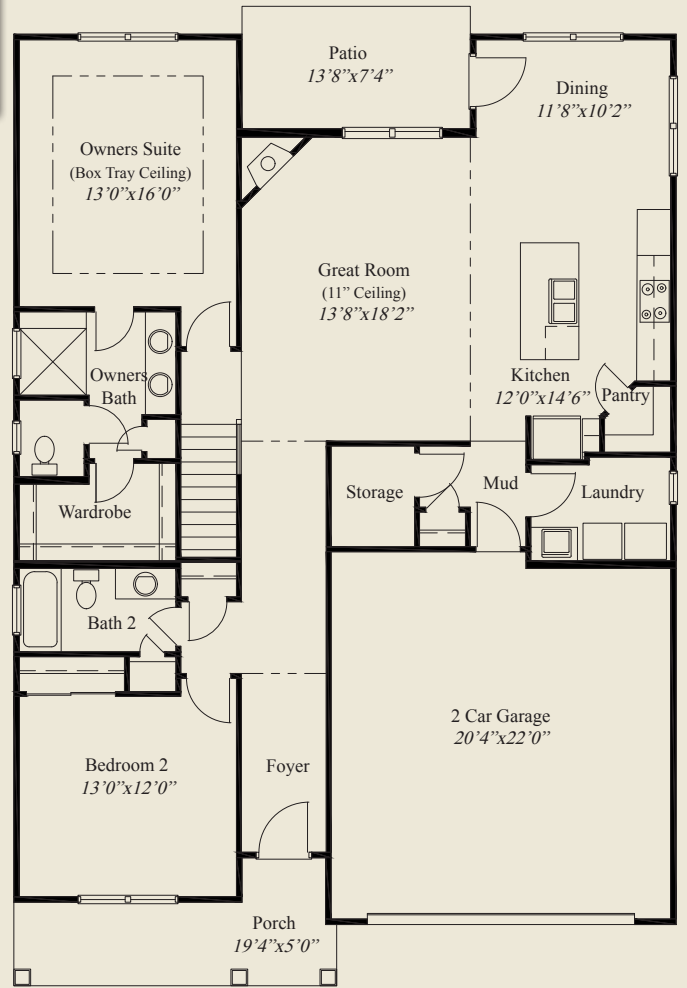 Patio
13’8”x7’4”
Dining
11’8”x10’2”
Owners Suite
(Box Tray Ceiling)
13’0”x16’0”
Great Room
(11” Ceiling)
13’8”x18’2”
Owners
Bath
Kitchen
12’0”x14’6”
Pantry
Wardrobe
Storage
Mud
Laundry
Bath 2
2 Car Garage
20’4”x22’0”
Bedroom 2
13’0”x12’0”
Foyer
Porch
19’4”x5’0”